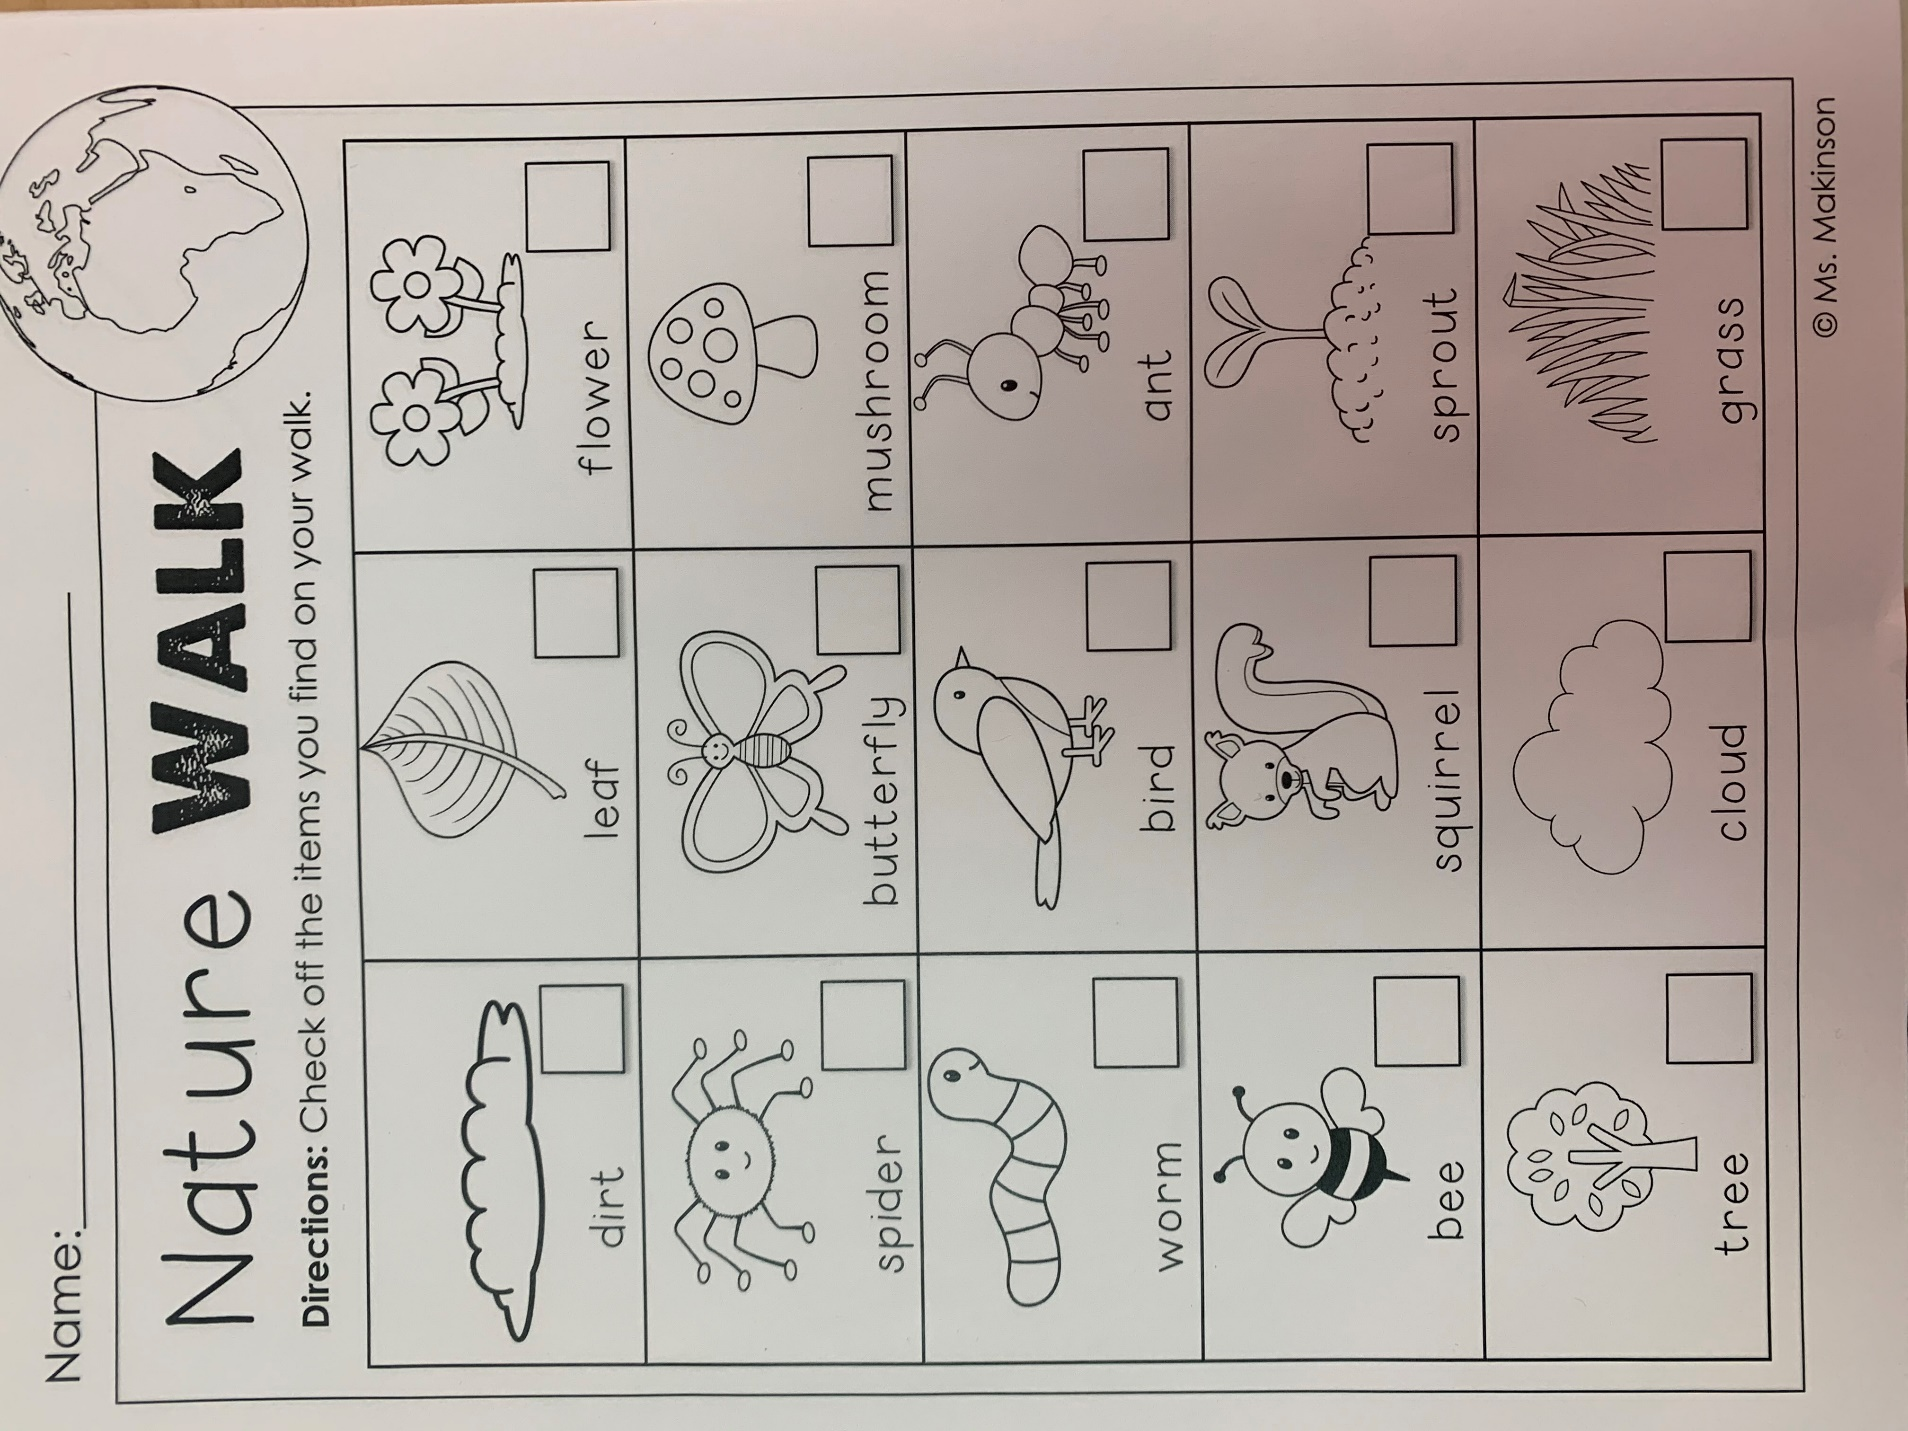 Name:
Nature WALK
Directions: Check off the items you find on your walk.
dirt
leaf
flower
spider
butterfly
mushroom
worm
bird
ant
bee
squirrel
sprout
tree
cloud
grass
© Ms. Makinson